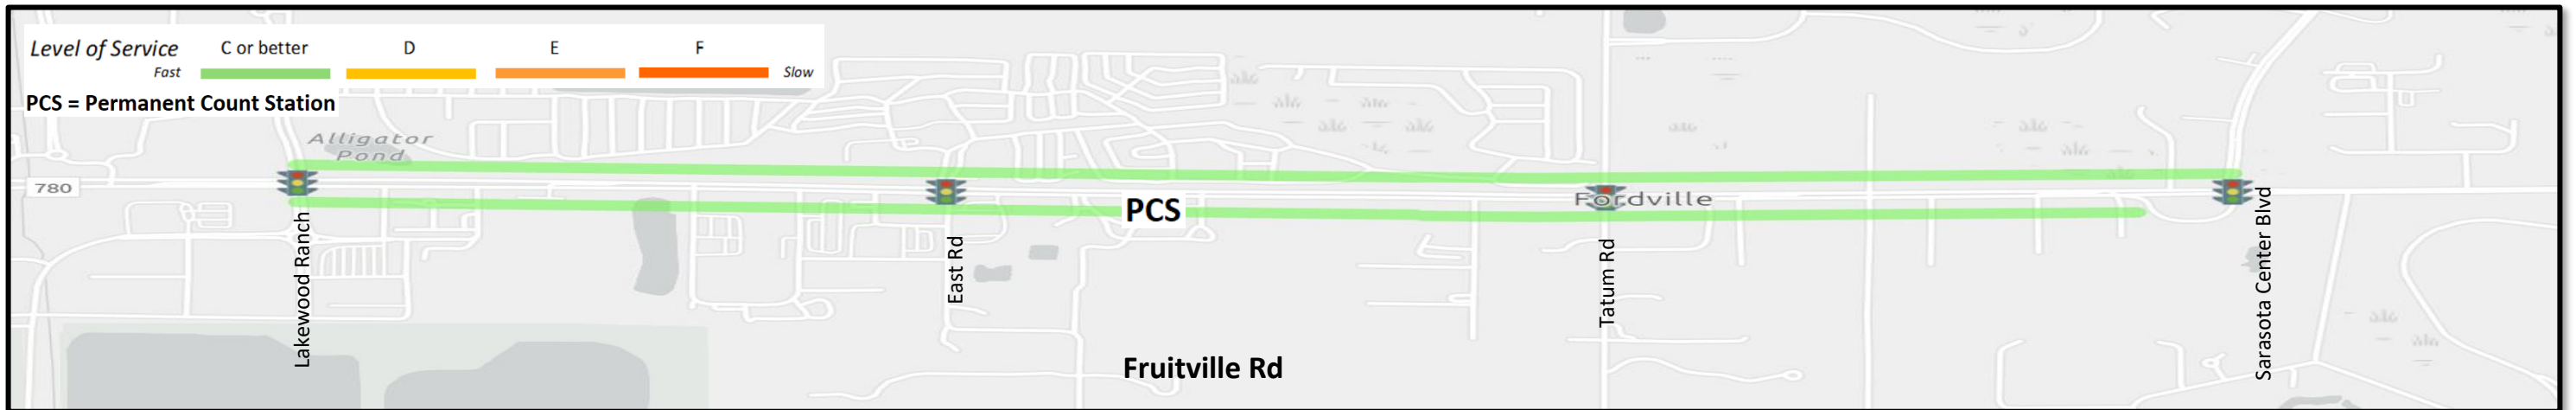 Level of Service C or better D E F
Fast Slow
PCS = Permanent Count Station
Alligator
Pond
780
Fordville
PCS
Lakewood Ranch
East Rd
Tatum Rd
Sarasota Center Blvd
Fruitville Rd